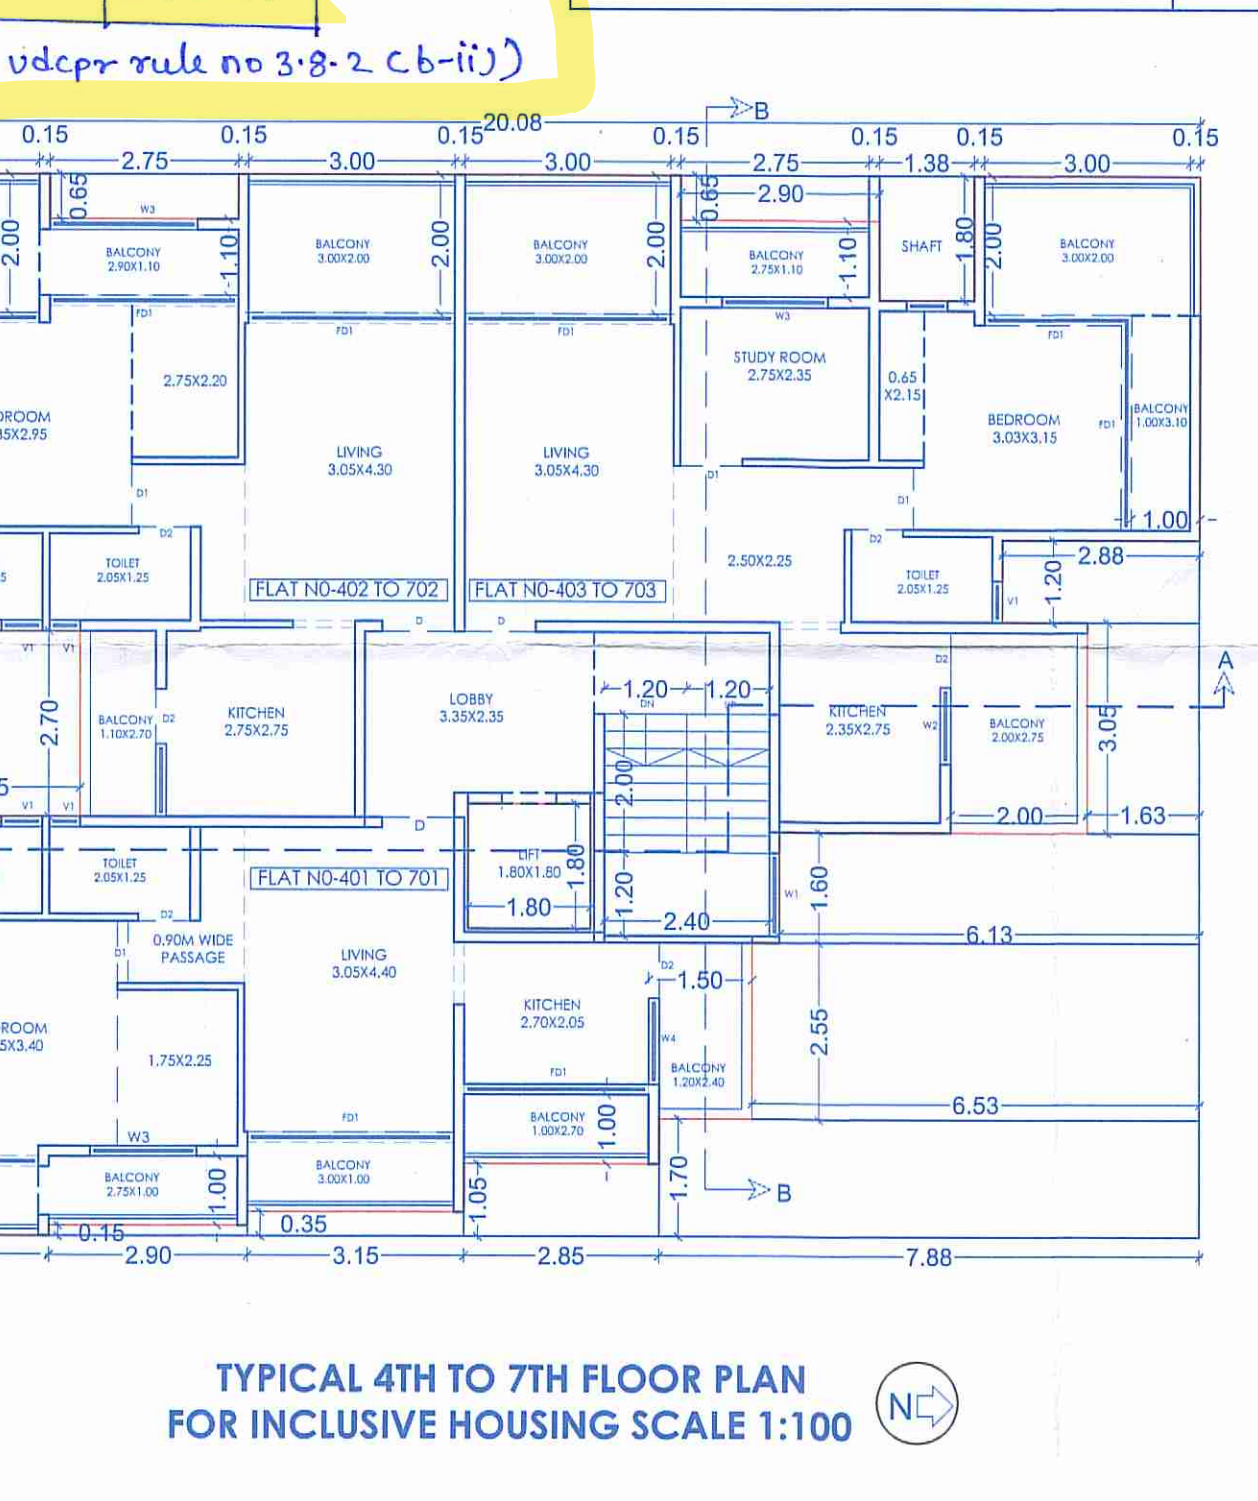 vdcpr rule no 3.8.2 (b-ii))
B
20.08
0.15 0.15 0.15 0.15 0.15 0.15 0.15
2.75 3.00 3.00 2.75 1.38 3.00
0.65 0.65 2.90
W3
2.00 2.00 2.00 1.80 2.00
BALCONY
2.90X1.10
1.10
BALCONY
3.00X2.00
BALCONY
3.00X2.00
BALCONY
2.75X1.10
1.10
SHAFT
BALCONY
3.00X2.00
FD1 FD1 FD1 W3 FD1
2.75X2.20
STUDY ROOM
2.75X2.35
0.65
X2.15
BALCONY
1.00X3.10
FD1
BEDROOM
3.03X3.15
ROOM
5X2.95
LIVING
3.05X4.30
LIVING
3.05X4.30
D1 D1 D1
1.00
D2 D2
2.88
TOILET
2.05X1.25
2.50X2.25
TOILET
2.05X1.25
1.20
V1
FLAT N0-402 TO 702
FLAT N0-403 TO 703
D D
V1 V1
D2
A
1.20 1.20
DN
LOBBY
3.35X2.35
2.70
BALCONY
1.10X2.70
D2
KITCHEN
2.75X2.75
KITCHEN
2.35X2.75
W2
BALCONY
2.00X2.75
3.05
2.00
5
V1 V1
D
2.00 1.63
LIFT
1.80X1.80
1.80
1.80
TOILET
2.05X1.25
FLAT N0-401 TO 701
1.20
W1
1.60
2.40
6.13
D2
D1
0.90M WIDE
PASSAGE
LIVING
3.05X4.40
D2
1.50
KITCHEN
2.70X2.05
ROOM
5X3.40
1.75X2.25
W4
2.55
FD1
BALCONY
1.20X2.40
6.53
FD1
BALCONY
1.00X2.70
1.00
W3
BALCONY
2.75X1.00
1.00
BALCONY
3.00X1.00
1.05
1.70
B
0.15
0.35
2.90 3.15 2.85 7.88
TYPICAL 4TH TO 7TH FLOOR PLAN
FOR INCLUSIVE HOUSING SCALE 1:100
N